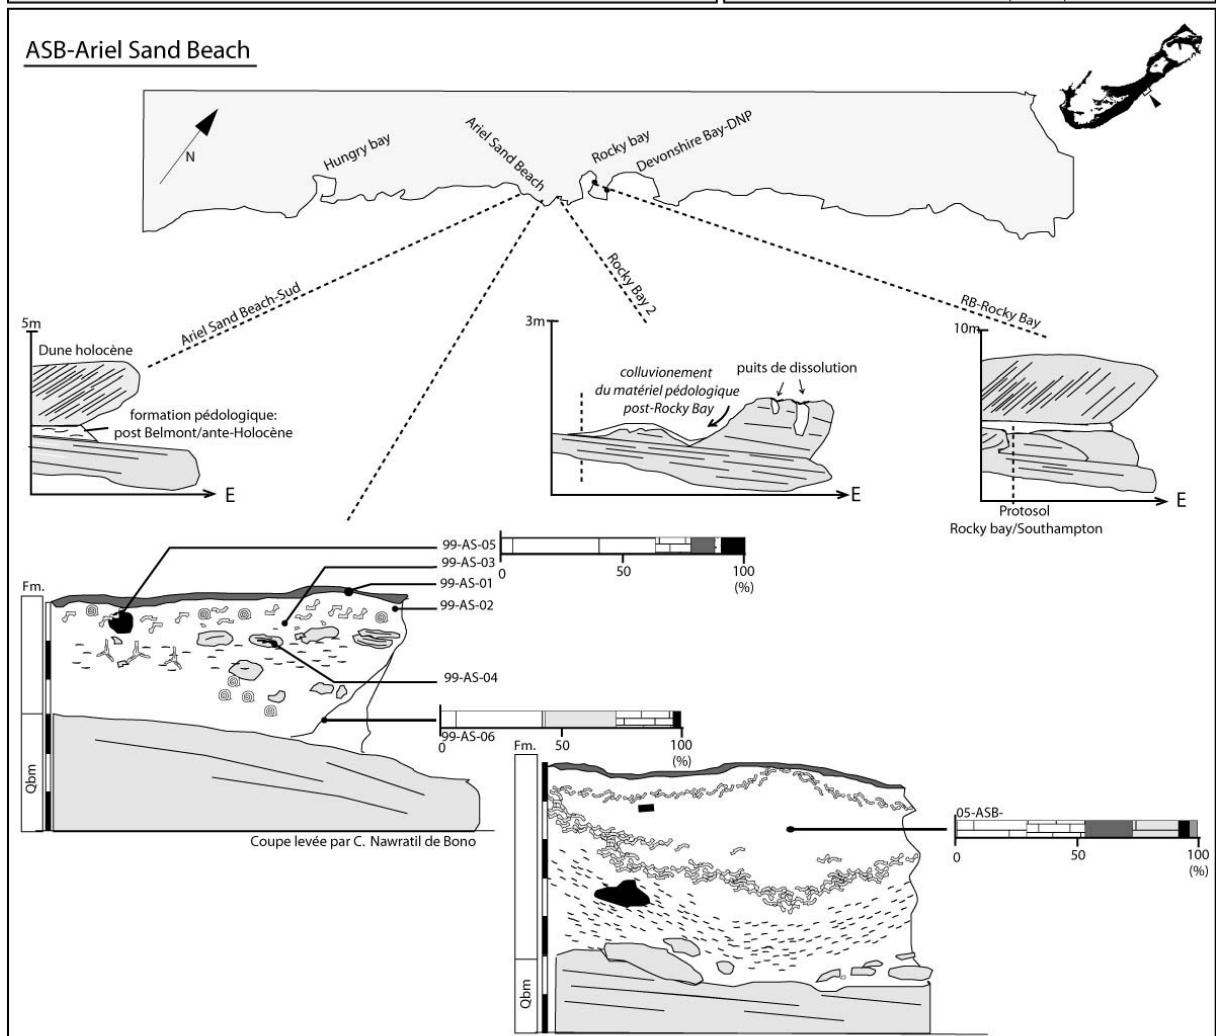 ASB-Ariel Sand Beach
N
Hungry bay
Ariel Sand Beach
Rocky bay
Devonshire Bay-DNP
Ariel Sand Beach-Sud
Rocky Bay 2
RB-Rocky Bay
5m
Dune holocène
formation pédologique:
post Belmont/ante-Holocène
E
3m
colluvionement
du matériel pédologique
post-Rocky Bay
puits de dissolution
E
10m
E
Protosol
Rocky bay/Southampton
99-AS-05
99-AS-03
99-AS-01
99-AS-02
99-AS-04
99-AS-06
0
50
100
(%)
Fm.
Qbm
0
50
100
(%)
Coupe levée par C. Nawratil de Bono
Fm.
Qbm
05-ASB-
0
50
100
(%)